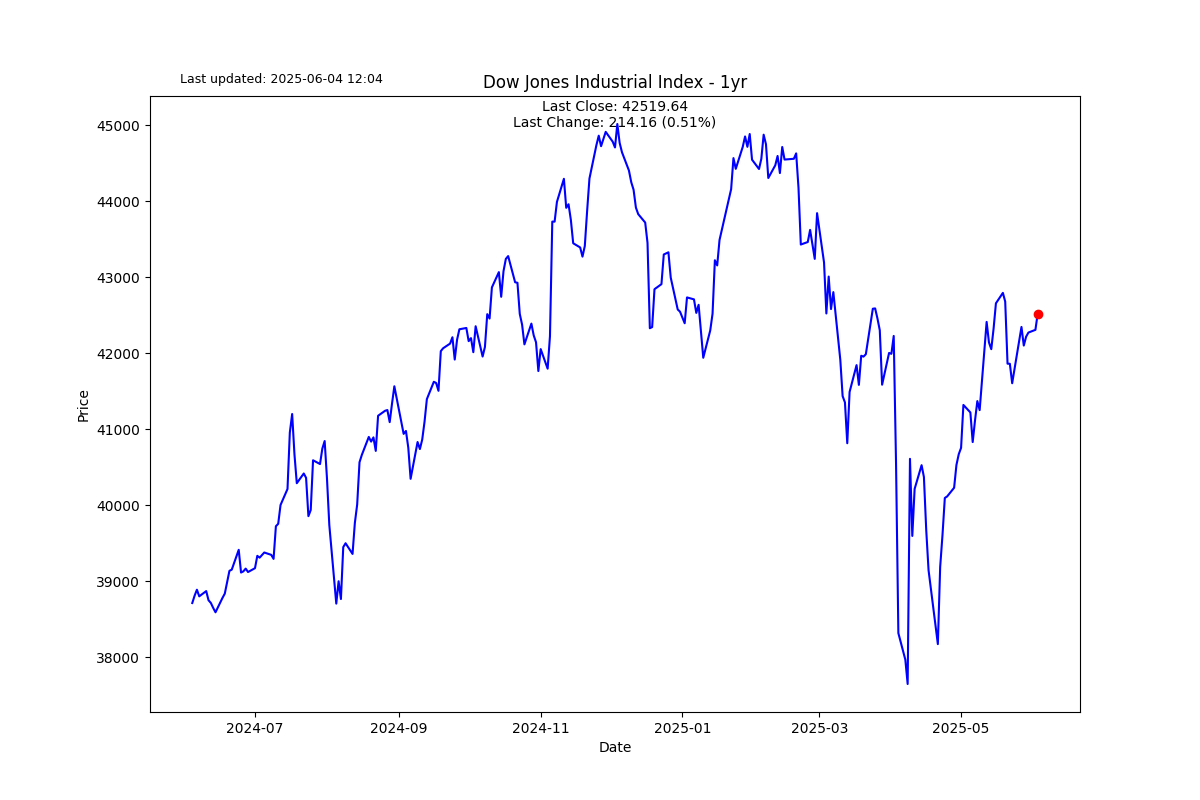 Last updated: 2025-06-04 12:04
Dow Jones Industrial Index - 1yr
Last Close: 42519.64
Last Change: 214.16 (0.51%)
45000
44000
43000
42000
41000
40000
39000
38000
Price
2024-07
2024-09
2024-11
2025-01
2025-03
2025-05
Date